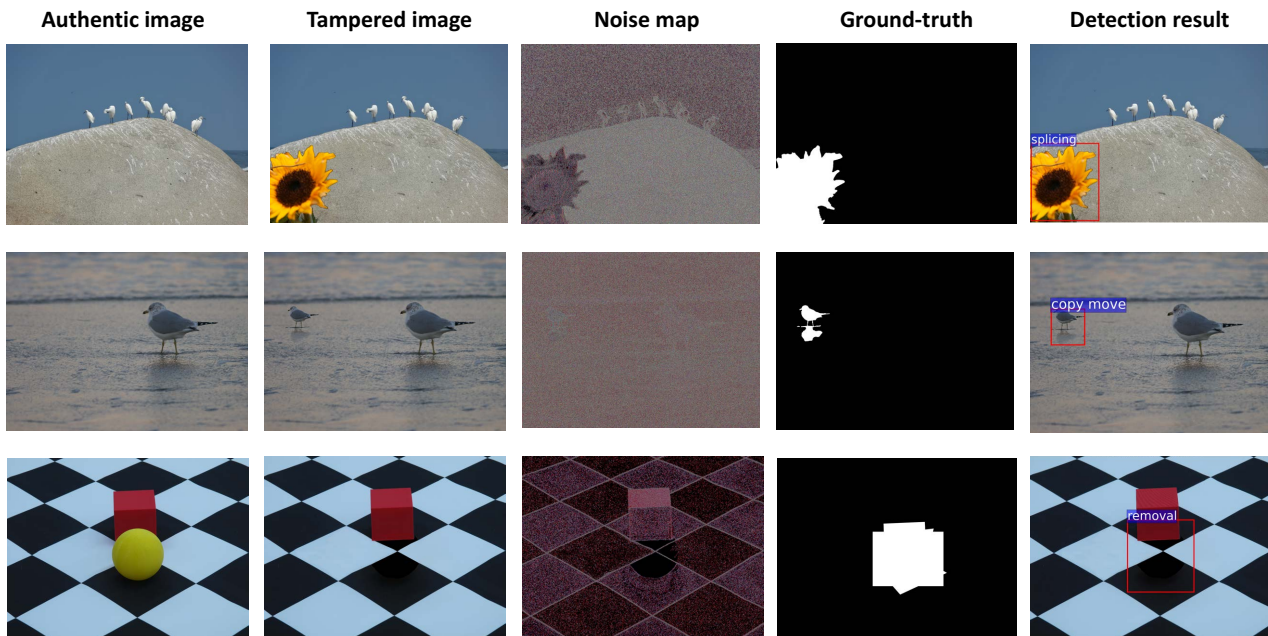 Authentic image
Tampered image
Noise map
Ground-truth
Detection result
splicing
copy move
removal